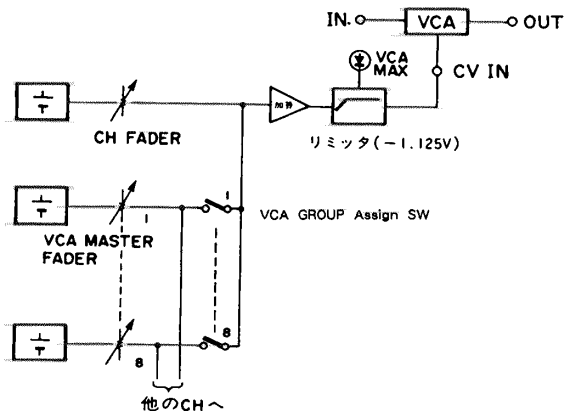 IN.
VCA
OUT
VCA
MAX
CV IN
加算
CH FADER
リミッタ(-1.125V)
1
1
VCA GROUP Assign SW
VCA MASTER
FADER
8
8
他のCHへ